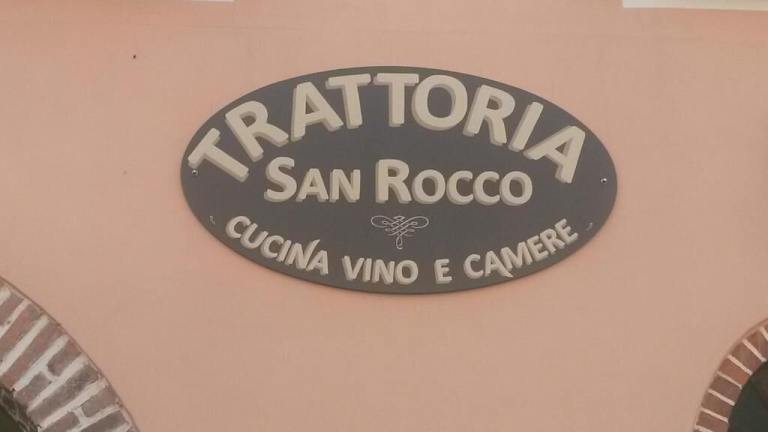 TRATTORIA
SAN ROCCO
CUCINA VINO E CAMERE